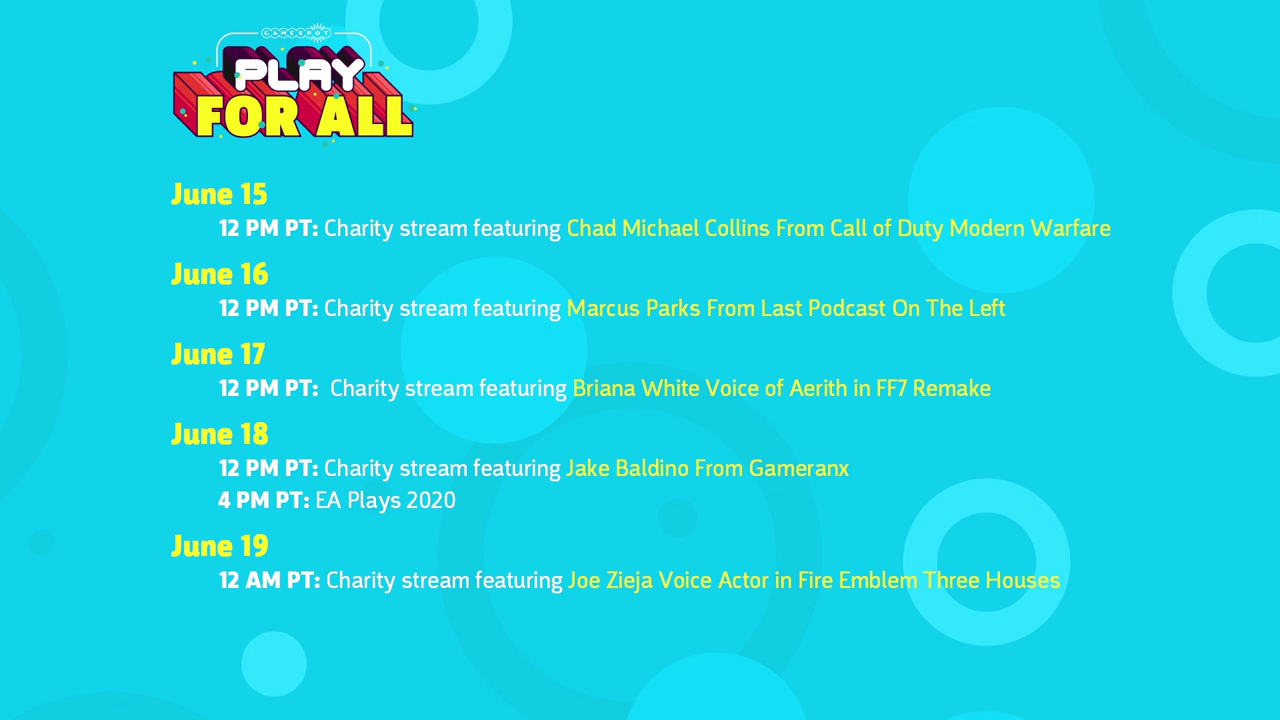 GAMESPOT
PLAY
FOR ALL
June 15
12 PM PT: Charity stream featuring Chad Michael Collins From Call of Duty Modern Warfare
June 16
12 PM PT: Charity stream featuring Marcus Parks From Last Podcast On The Left
June 17
12 PM PT: Charity stream featuring Briana White Voice of Aerith in FF7 Remake
June 18
12 PM PT: Charity stream featuring Jake Baldino From Gameranx
4 PM PT: EA Plays 2020
June 19
12 AM PT: Charity stream featuring Joe Zieja Voice Actor in Fire Emblem Three Houses